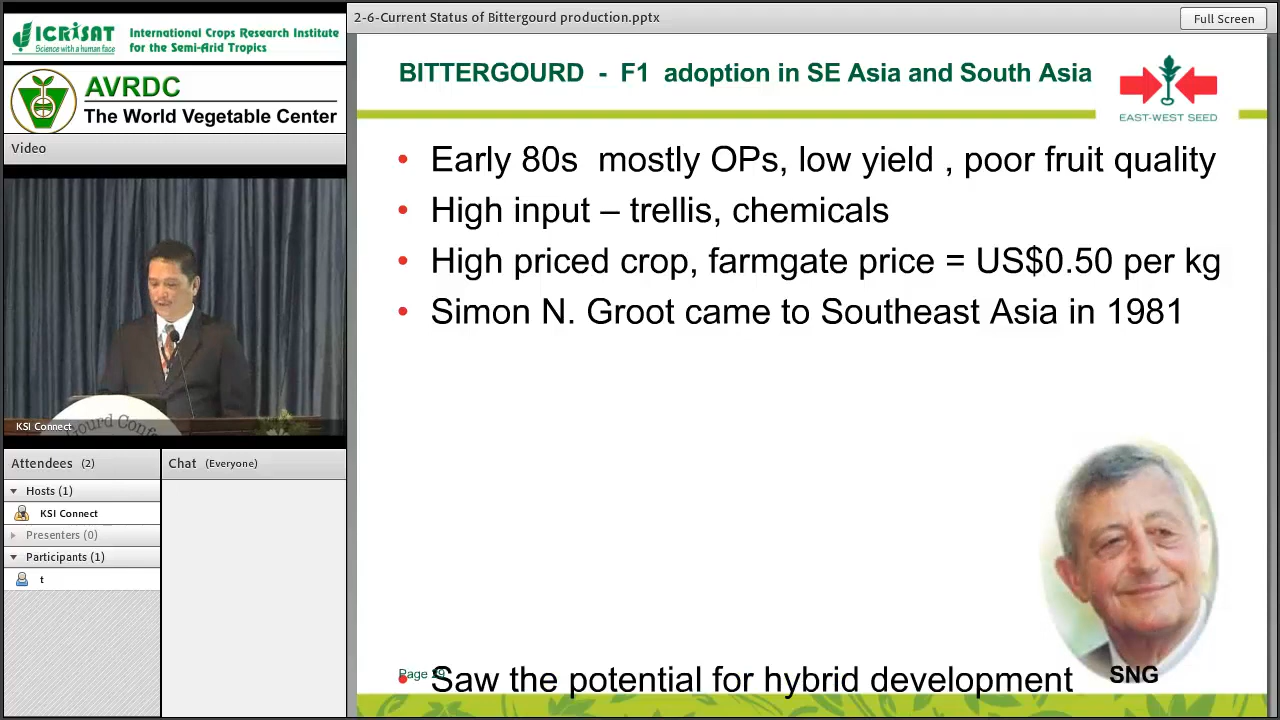 2-6-Current Status of Bittergourd production.pptx
Full Screen
ICRISAT
Science with a human face
International Crops Research Institute
for the Semi-Arid Tropics
AVRDC
The World Vegetable Center
Video
KSI Connect
Gourd Confe
Attendees (2)
Hosts (1)
KSI Connect
Presenters (0)
Participants (1)
t
Chat (Everyone)
BITTERGOURD - F1 adoption in SE Asia and South Asia
EAST-WEST SEED
• Early 80s mostly OPs, low yield , poor fruit quality
• High input – trellis, chemicals
• High priced crop, farmgate price = US$0.50 per kg
• Simon N. Groot came to Southeast Asia in 1981
• Saw the potential for hybrid development
SNG
Page